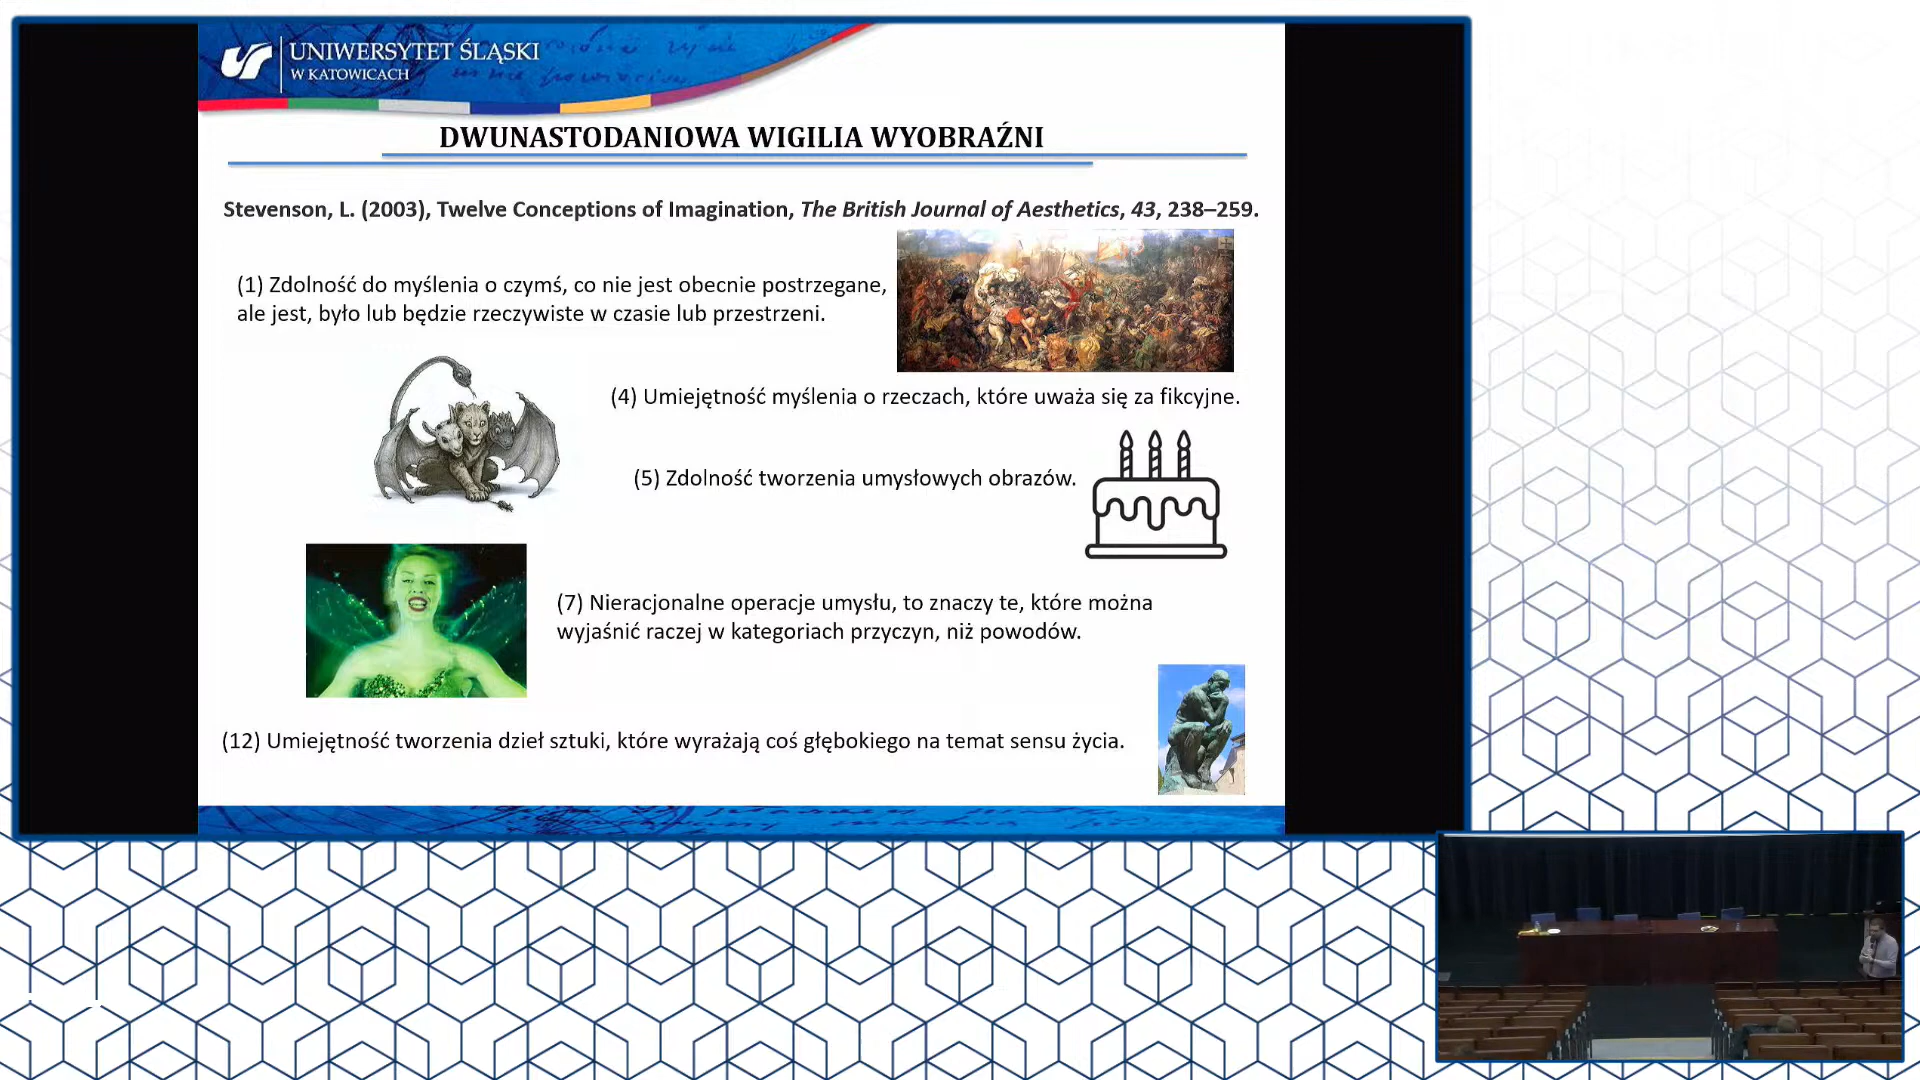 UNIWERSYTET ŚLĄSKI
W KATOWICACH
DWUNASTODANIOWA WIGILIA WYOBRAŹNI
Stevenson, L. (2003), Twelve Conceptions of Imagination, The British Journal of Aesthetics, 43, 238–259.
(1) Zdolność do myślenia o czymś, co nie jest obecnie postrzegane,
ale jest, było lub będzie rzeczywiste w czasie lub przestrzeni.
(4) Umiejętność myślenia o rzeczach, które uważa się za fikcyjne.
(5) Zdolność tworzenia umysłowych obrazów.
(7) Nieracjonalne operacje umysłu, to znaczy te, które można
wyjaśnić raczej w kategoriach przyczyn, niż powodów.
(12) Umiejętność tworzenia dzieł sztuki, które wyrażają coś głębokiego na temat sensu życia.